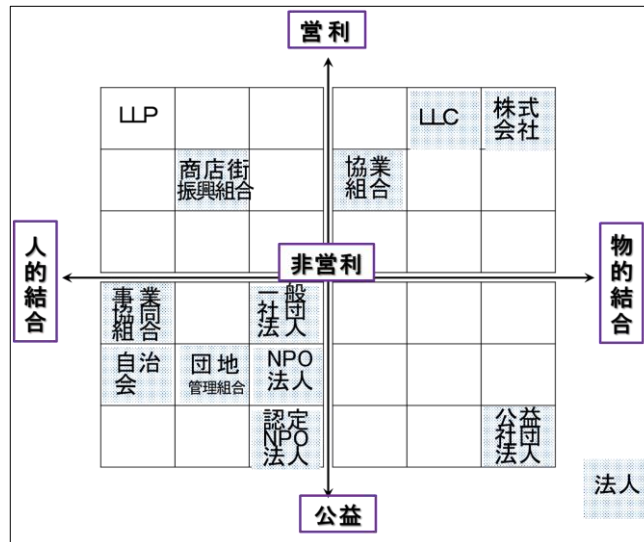 営利
LLP
LLC
株式
会社
商店街
振興組合
協業
組合
人的結合
非営利
物的結合
事業
協同
組合
一般
社団
法人
自治
会
団地
管理組合
NPO
法人
認定
NPO
法人
公益
社団
法人
法人
公益